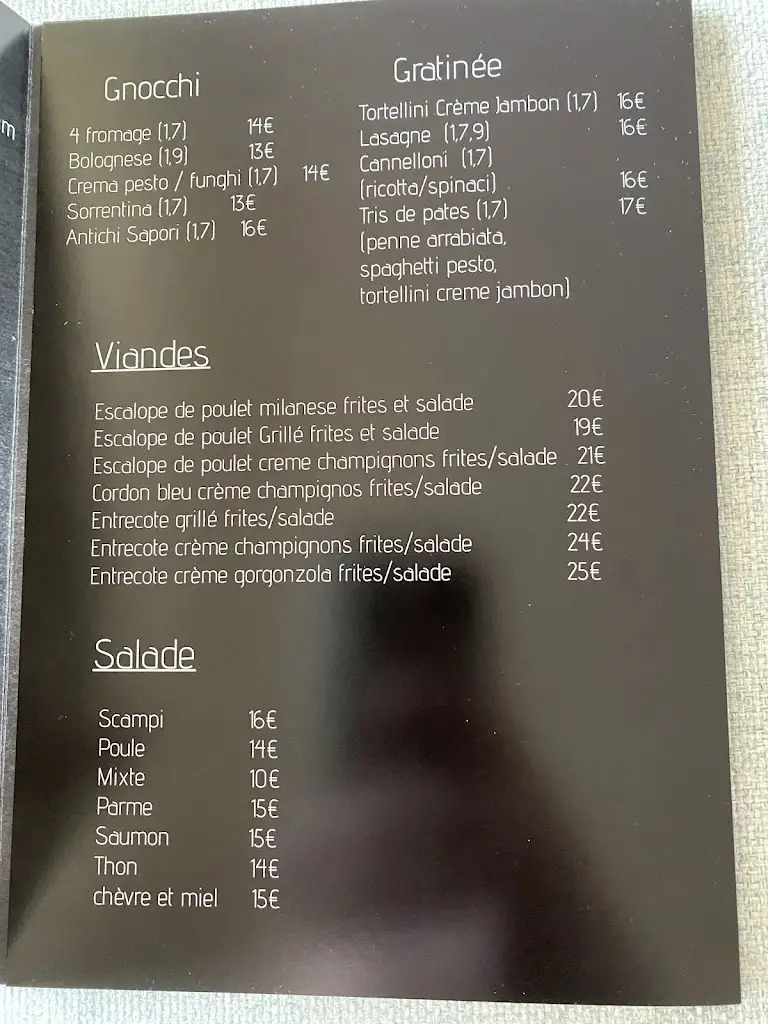 m
Gnocchi
4 fromage (1,7) 14€
Bolognese (1,9) 13€
Crema pesto / funghi (1,7) 14€
Sorrentina (1,7) 13€
Antichi Sapori (1,7) 16€
Gratinée
Tortellini Crème Jambon (1,7) 16€
Lasagne (1,7,9) 16€
Cannelloni (1,7)
(ricotta/spinaci) 16€
Tris de pates (1,7) 17€
(penne arrabiata,
spaghetti pesto,
tortellini creme jambon)
Viandes
Escalope de poulet milanese frites et salade 20€
Escalope de poulet Grillé frites et salade 19€
Escalope de poulet creme champignons frites/salade 21€
Cordon bleu crème champignos frites/salade 22€
Entrecote grillé frites/salade 22€
Entrecote crème champignons frites/salade 24€
Entrecote crème gorgonzola frites/salade 25€
Salade
Scampi 16€
Poule 14€
Mixte 10€
Parme 15€
Saumon 15€
Thon 14€
chèvre et miel 15€